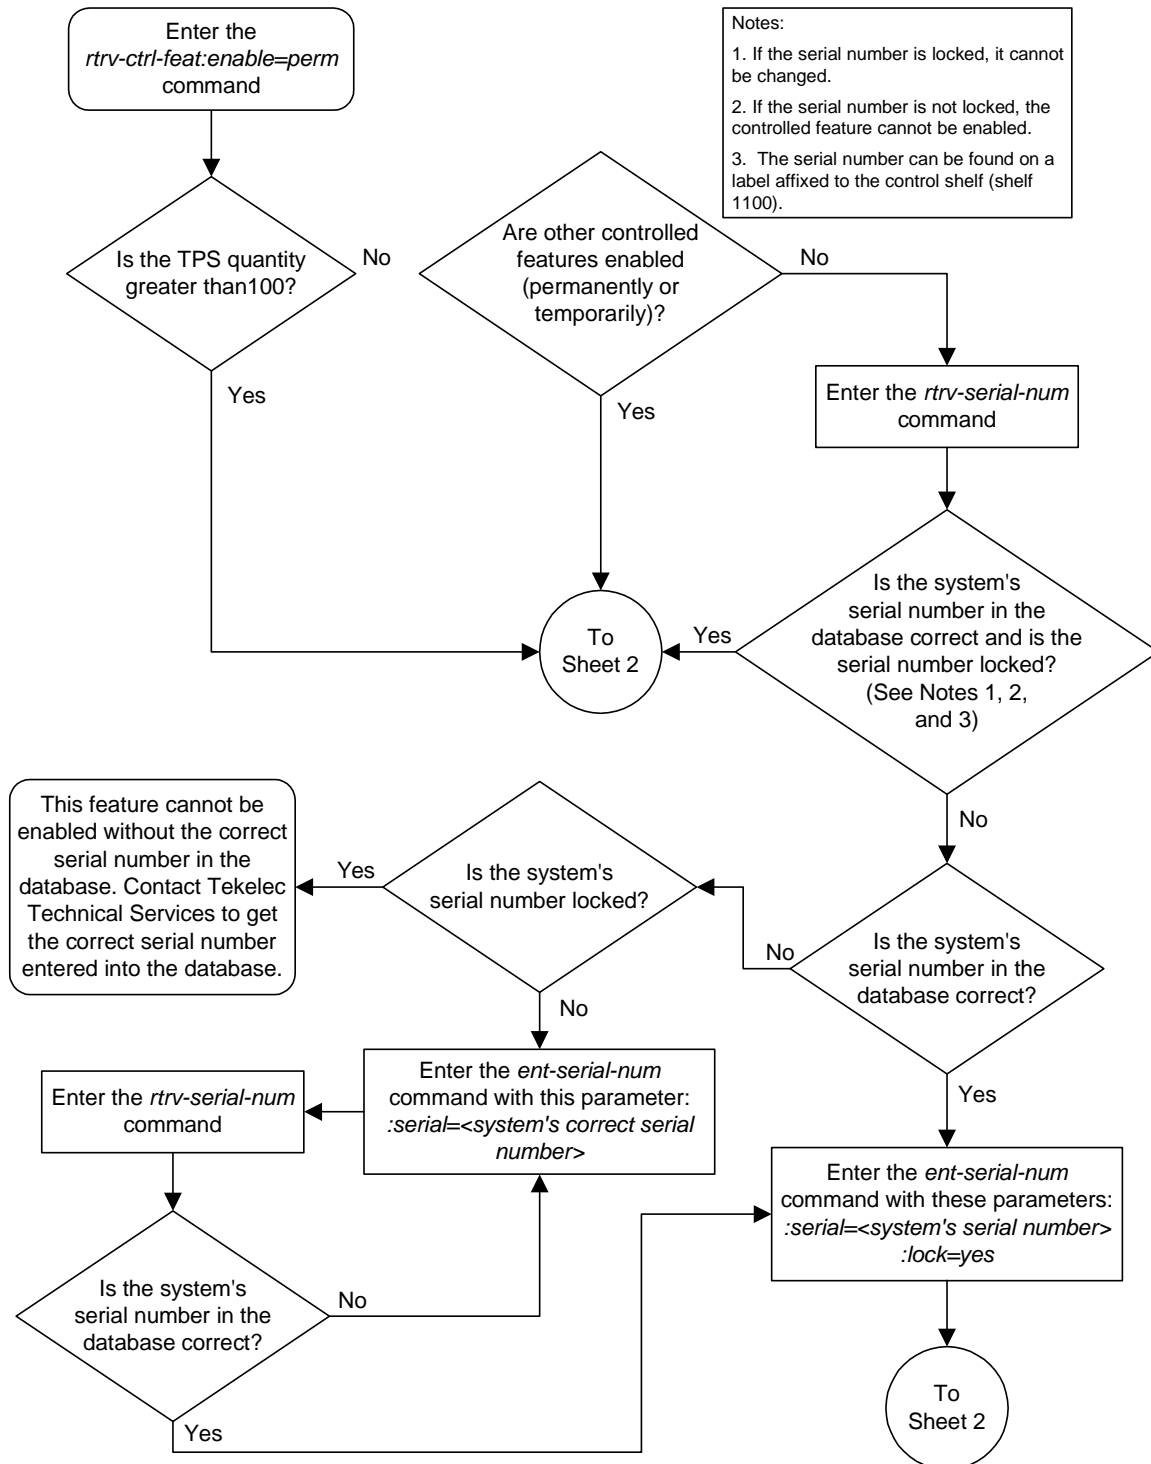 Enter the
rtrv-ctrl-feat:enable=perm
command
Notes:
1. If the serial number is locked, it cannot
be changed.
2. If the serial number is not locked, the
controlled feature cannot be enabled.
3. The serial number can be found on a
label affixed to the control shelf (shelf
1100).
Is the TPS quantity
greater than100?
No
Yes
Are other controlled
features enabled
(permanently or
temporarily)?
No
Yes
Enter the rtrv-serial-num
command
Is the system's
serial number in the
database correct and is the
serial number locked?
(See Notes 1, 2,
and 3)
Yes
To
Sheet 2
No
Is the system's
serial number in the
database correct?
No
Yes
Is the system's
serial number locked?
Yes
No
This feature cannot be
enabled without the correct
serial number in the
database. Contact Tekelec
Technical Services to get
the correct serial number
entered into the database.
Enter the ent-serial-num
command with this parameter:
:serial=<system's correct serial
number>
Enter the rtrv-serial-num
command
Is the system's
serial number in the
database correct?
No
Yes
Enter the ent-serial-num
command with these parameters:
:serial=<system's serial number>
:lock=yes
To
Sheet 2